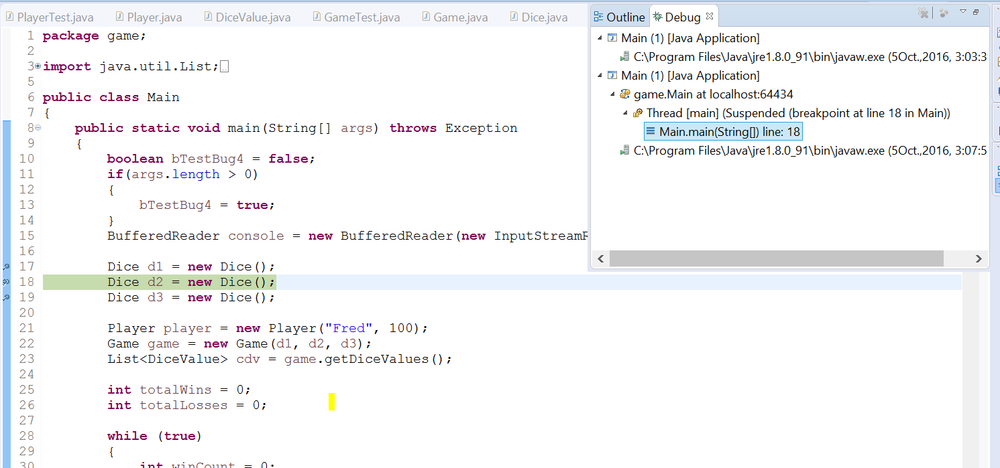 PlayerTest.java Player.java DiceValue.java GameTest.java Game.java Dice.java
1 package game;
2
3 import java.util.List;
5
6 public class Main
7 {
8 public static void main(String[] args) throws Exception
9 {
10 boolean bTestBug4 = false;
11 if(args.length > 0)
12 {
13 bTestBug4 = true;
14 }
15 BufferedReader console = new BufferedReader(new InputStreamR
16
17 Dice d1 = new Dice();
18 Dice d2 = new Dice();
19 Dice d3 = new Dice();
20
21 Player player = new Player("Fred", 100);
22 Game game = new Game(d1, d2, d3);
23 List<DiceValue> cdv = game.getDiceValues();
24
25 int totalWins = 0;
26 int totalLosses = 0;
27
28 while (true)
29 {
30 int winCount = 0;
Outline Debug
Main (1) [Java Application]
C:\Program Files\Java\jre1.8.0_91\bin\javaw.exe (5Oct.,2016, 3:03:3
Main (1) [Java Application]
game.Main at localhost:64434
Thread [main] (Suspended (breakpoint at line 18 in Main))
Main.main(String[]) line: 18
C:\Program Files\Java\jre1.8.0_91\bin\javaw.exe (5Oct.,2016, 3:07:5